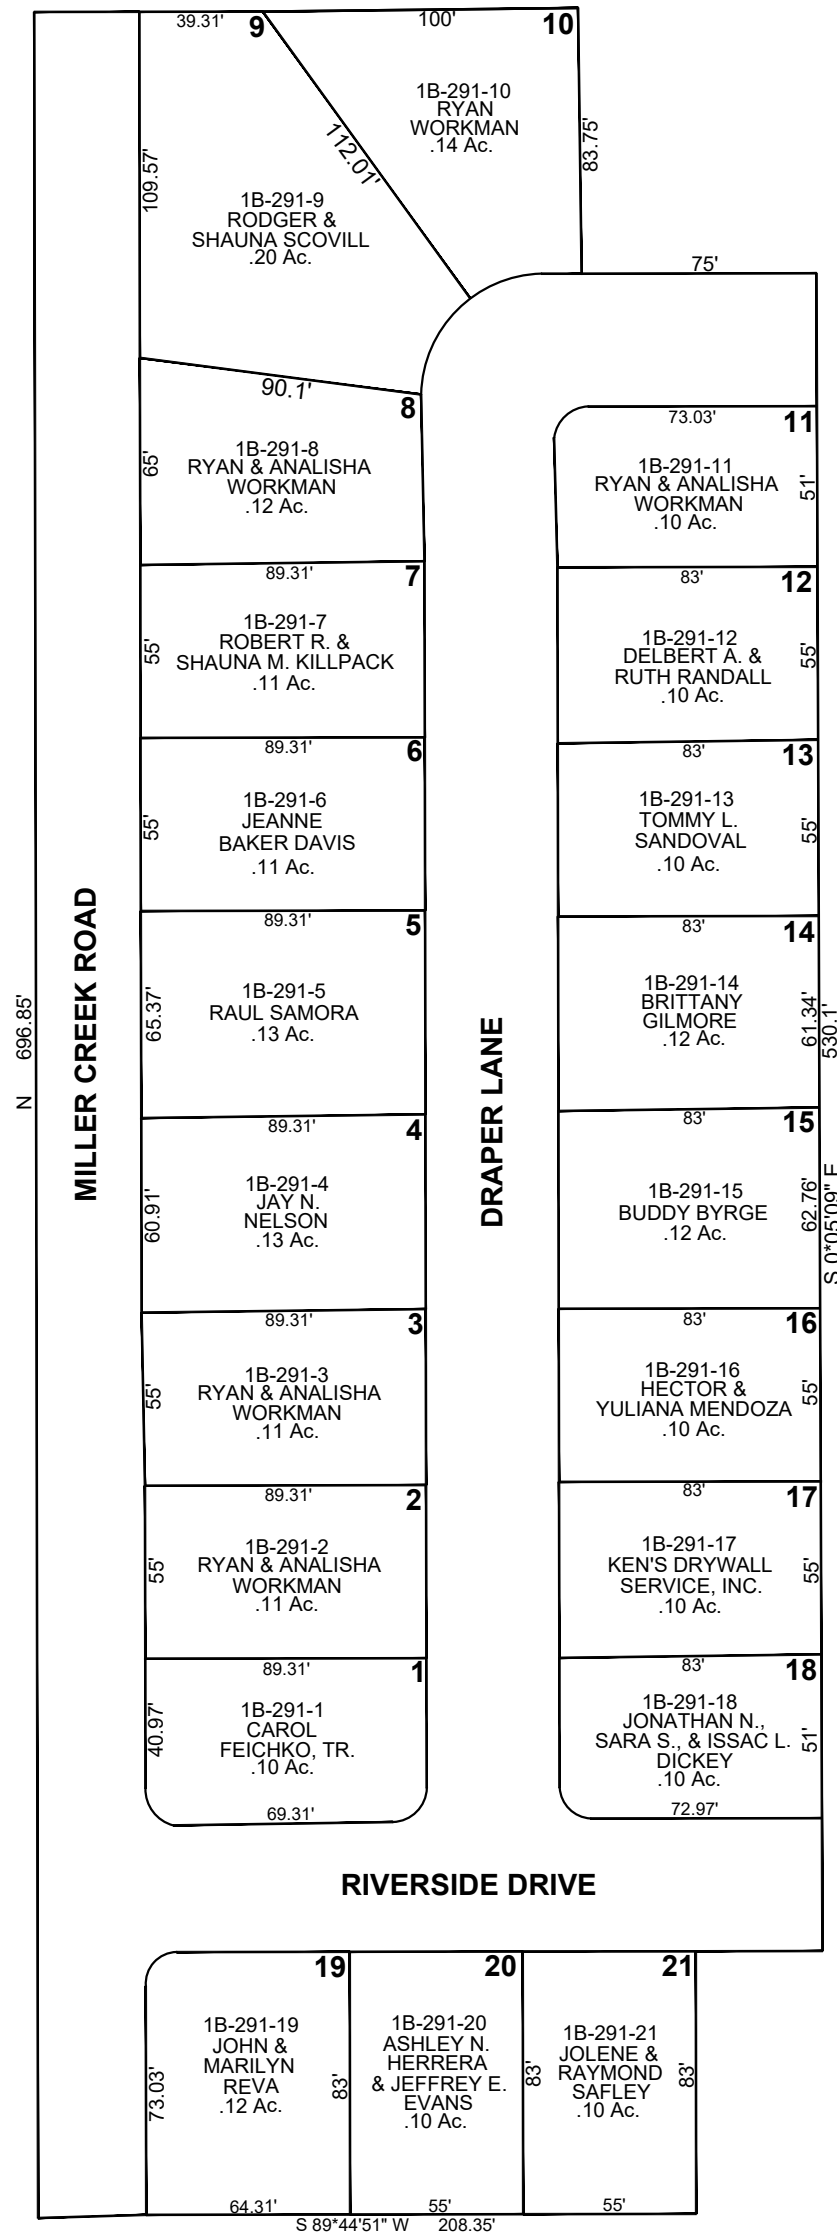 39.31'
9
100'
10
1B-291-10
RYAN
WORKMAN
.14 Ac.
112.01'
83.75'
109.57'
1B-291-9
RODGER &
SHAUNA SCOVILL
.20 Ac.
75'
90.1'
8
73.03'
11
65'
1B-291-8
RYAN & ANALISHA
WORKMAN
.12 Ac.
1B-291-11
RYAN & ANALISHA
WORKMAN
.10 Ac.
51'
89.31'
7
83'
12
55'
1B-291-7
ROBERT R. &
SHAUNA M. KILLPACK
.11 Ac.
1B-291-12
DELBERT A. &
RUTH RANDALL
.10 Ac.
55'
89.31'
6
83'
13
55'
1B-291-6
JEANNE
BAKER DAVIS
.11 Ac.
1B-291-13
TOMMY L.
SANDOVAL
.10 Ac.
55'
MILLER CREEK ROAD
N 696.85'
89.31'
5
83'
14
65.37'
1B-291-5
RAUL SAMORA
.13 Ac.
DRAPER LANE
1B-291-14
BRITTANY
GILMORE
.12 Ac.
61.34'
S 0*05'09" E 530.1'
89.31'
4
83'
15
60.91'
1B-291-4
JAY N.
NELSON
.13 Ac.
1B-291-15
BUDDY BYRGE
.12 Ac.
62.76'
89.31'
3
83'
16
55'
1B-291-3
RYAN & ANALISHA
WORKMAN
.11 Ac.
1B-291-16
HECTOR &
YULIANA MENDOZA
.10 Ac.
55'
89.31'
2
83'
17
55'
1B-291-2
RYAN & ANALISHA
WORKMAN
.11 Ac.
1B-291-17
KEN'S DRYWALL
SERVICE, INC.
.10 Ac.
55'
89.31'
1
83'
18
40.97'
1B-291-1
CAROL
FEICHKO, TR.
.10 Ac.
69.31'
1B-291-18
JONATHAN N.,
SARA S., & ISSAC L.
DICKEY
.10 Ac.
51'
72.97'
RIVERSIDE DRIVE
19
20
21
73.03'
1B-291-19
JOHN &
MARILYN
REVA
.12 Ac.
83'
1B-291-20
ASHLEY N.
HERRERA
& JEFFREY E.
EVANS
.10 Ac.
83'
1B-291-21
JOLENE &
RAYMOND
SAFLEY
.10 Ac.
83'
64.31'
55'
55'
S 89*44'51" W 208.35'